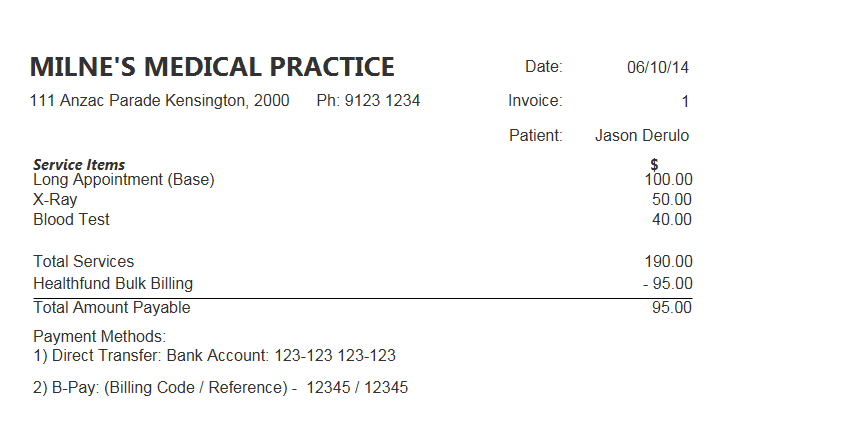 MILNE'S MEDICAL PRACTICE Date: 06/10/14
111 Anzac Parade Kensington, 2000 Ph: 9123 1234 Invoice: 1
Patient: Jason Derulo
Service Items $
Long Appointment (Base) 100.00
X-Ray 50.00
Blood Test 40.00
Total Services 190.00
Healthfund Bulk Billing - 95.00
Total Amount Payable 95.00
Payment Methods:
1) Direct Transfer: Bank Account: 123-123 123-123
2) B-Pay: (Billing Code / Reference) - 12345 / 12345